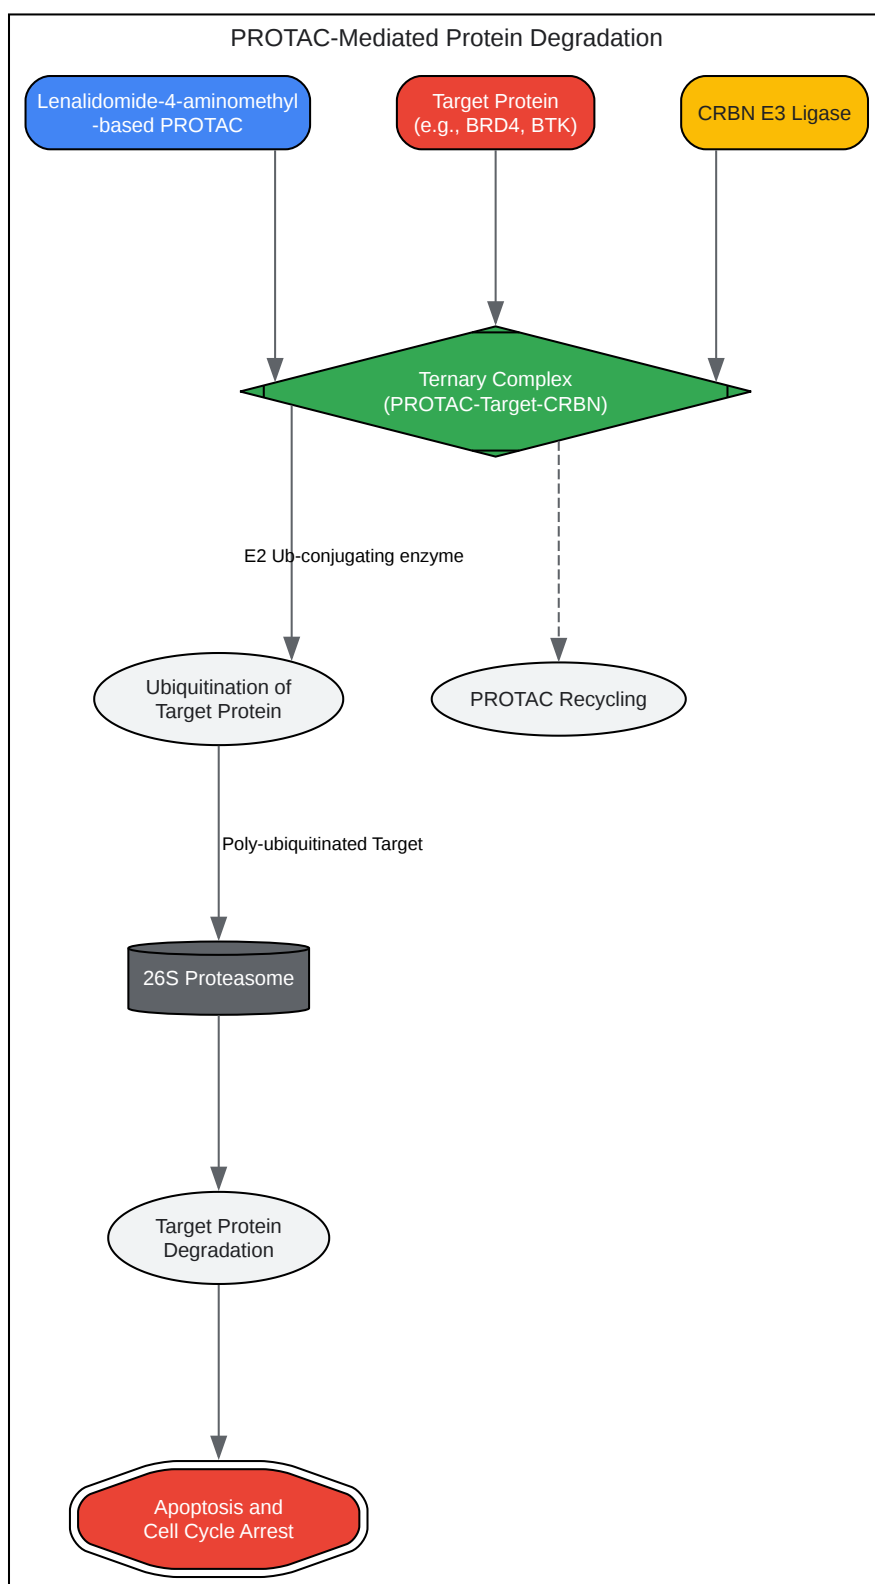 PROTAC-Mediated Protein Degradation
Lenalidomide-4-aminomethyl
-based PROTAC
Target Protein
(e.g., BRD4, BTK)
CRBN E3 Ligase
Ternary Complex
(PROTAC-Target-CRBN)
E2 Ub-conjugating enzyme
Ubiquitination of
Target Protein
PROTAC Recycling
Poly-ubiquitinated Target
26S Proteasome
Target Protein
Degradation
Apoptosis and
Cell Cycle Arrest